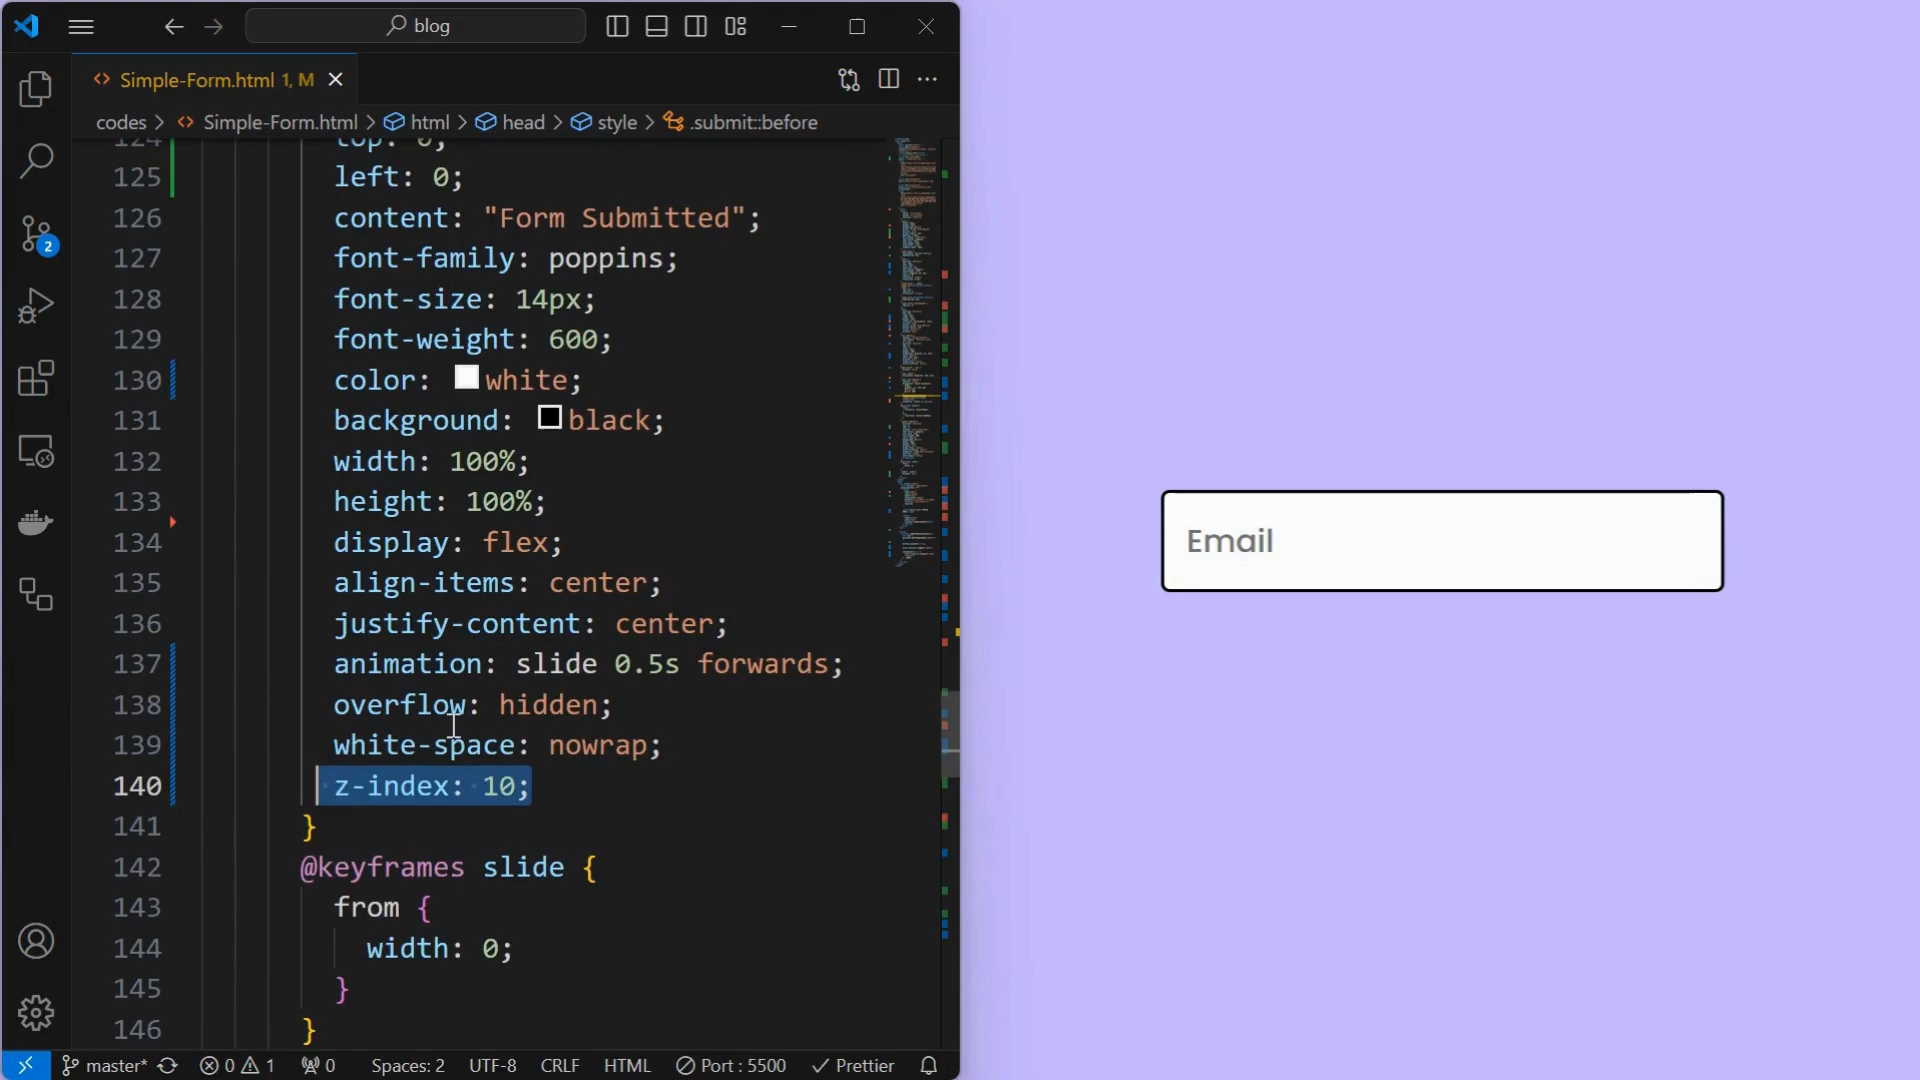 blog
Simple-Form.html 1, M
codes > Simple-Form.html > html > head > style > .submit::before
124 top: 0;
125 left: 0;
126 content: "Form Submitted";
127 font-family: poppins;
128 font-size: 14px;
129 font-weight: 600;
130 color: white;
131 background: black;
132 width: 100%;
133 height: 100%;
134 display: flex;
135 align-items: center;
136 justify-content: center;
137 animation: slide 0.5s forwards;
138 overflow: hidden;
139 white-space: nowrap;
140 z-index: 10;
141 }
142 @keyframes slide {
143 from {
144 width: 0;
145 }
146 }
2
Email
master* 0 1 0 Spaces: 2 UTF-8 CRLF HTML Port : 5500 Prettier